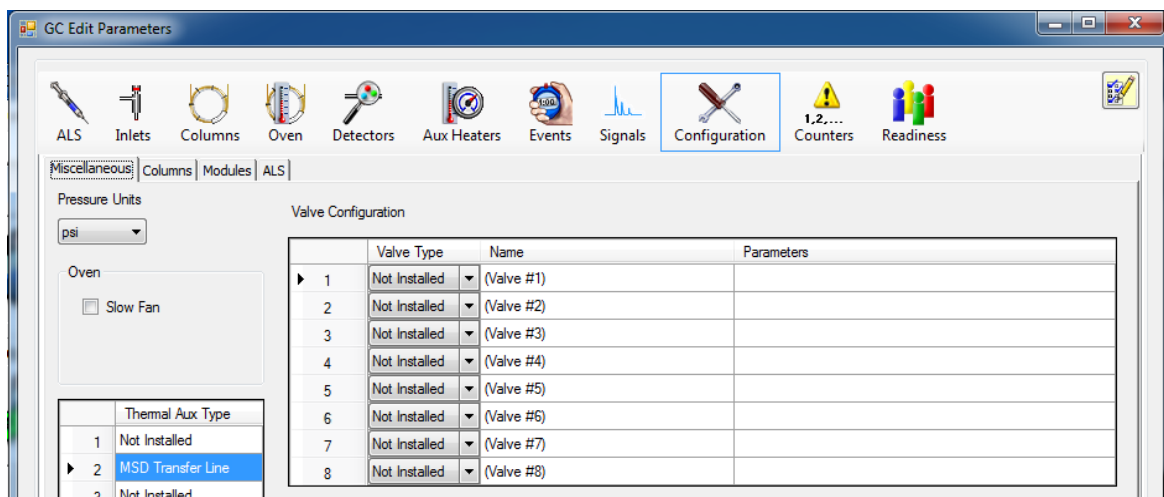 GC Edit Parameters
1:00
1,2,...
ALS Inlets Columns Oven Detectors Aux Heaters Events Signals Configuration Counters Readiness
Miscellaneous Columns Modules ALS
Pressure Units
psi
Oven
Slow Fan
Thermal Aux Type
1 Not Installed
2 MSD Transfer Line
3 Not Installed
Valve Configuration
Valve Type Name Parameters
1 Not Installed (Valve #1)
2 Not Installed (Valve #2)
3 Not Installed (Valve #3)
4 Not Installed (Valve #4)
5 Not Installed (Valve #5)
6 Not Installed (Valve #6)
7 Not Installed (Valve #7)
8 Not Installed (Valve #8)